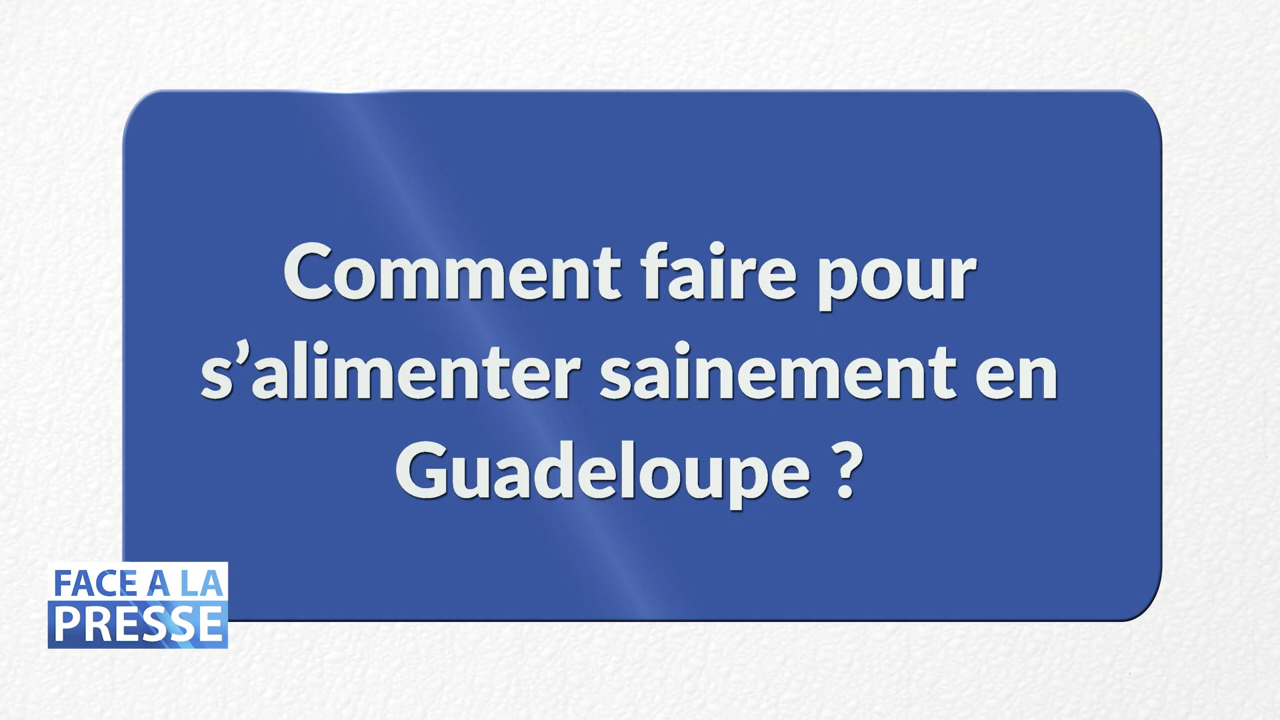 Comment faire pour
s’alimenter sainement en
Guadeloupe ?
FACE A LA
PRESSE